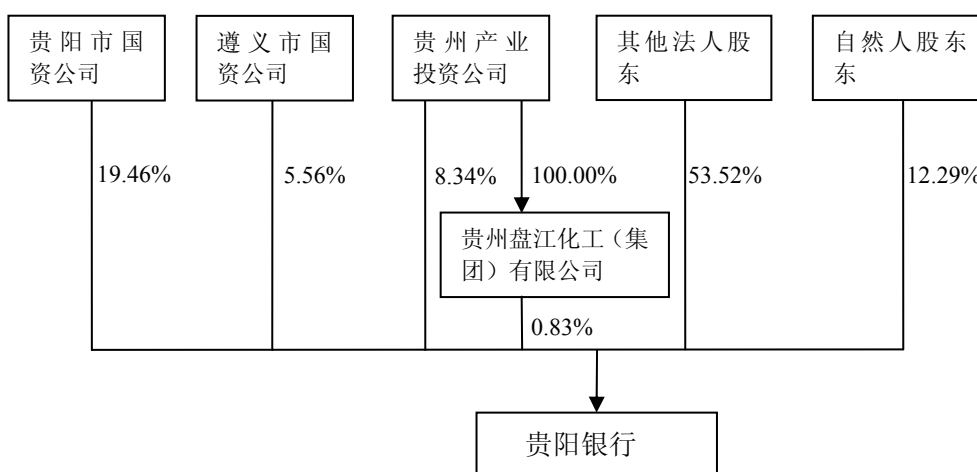 贵阳市国
资公司
遵义市国
资公司
贵州产业
投资公司
其他法人股
东
自然人股东
东
19.46%
5.56%
8.34%
100.00%
53.52%
12.29%
贵州盘江化工（集
团）有限公司
0.83%
贵阳银行